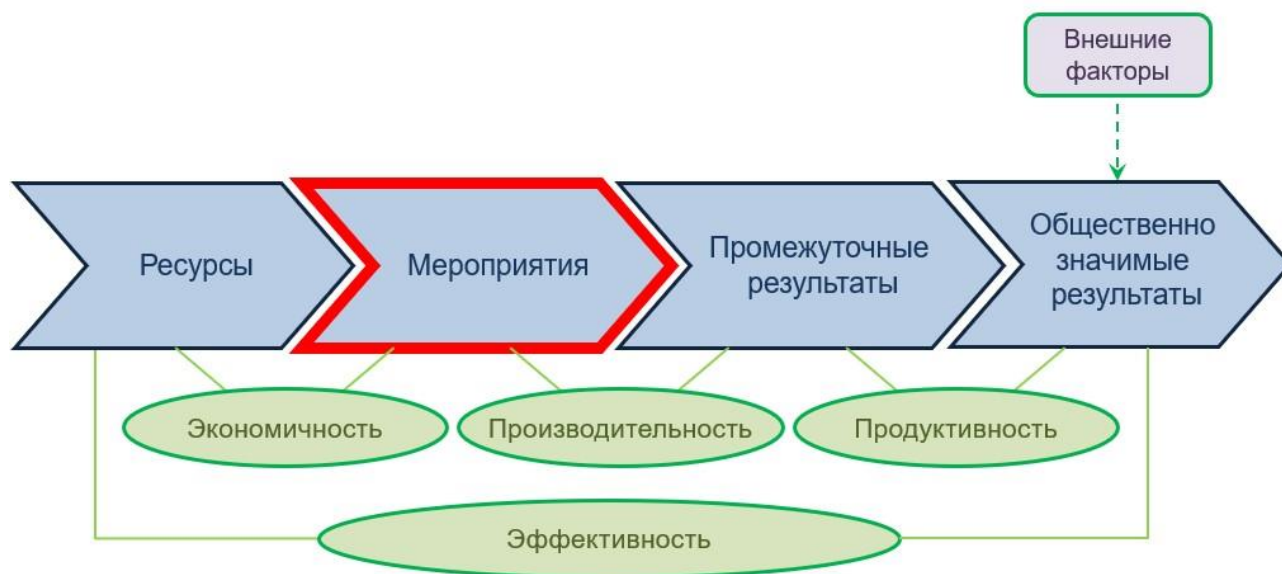 Внешние
факторы
Ресурсы
Мероприятия
Промежуточные
результаты
Общественно
значимые
результаты
Экономичность
Производительность
Продуктивность
Эффективность